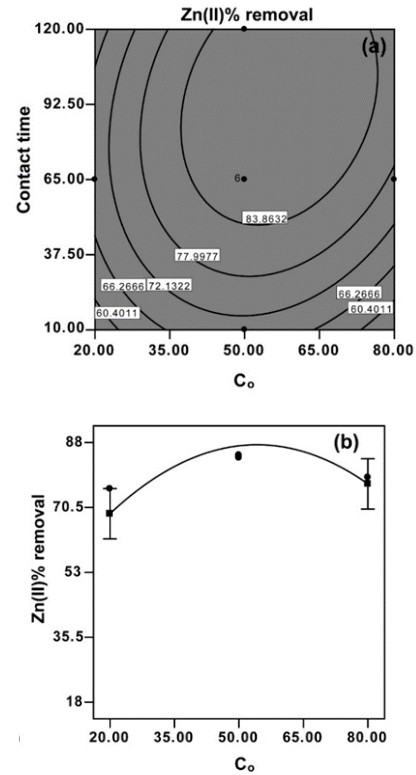 Zn(II)% removal
(a)
120.00
92.50
65.00
37.50
10.00
Contact time
6
83.8632
77.9977
66.2666
72.1322
66.2666
60.4011
60.4011
20.00 35.00 50.00 65.00 80.00
Co
(b)
88
70.5
53
35.5
18
Zn(II)% removal
20.00 35.00 50.00 65.00 80.00
Co